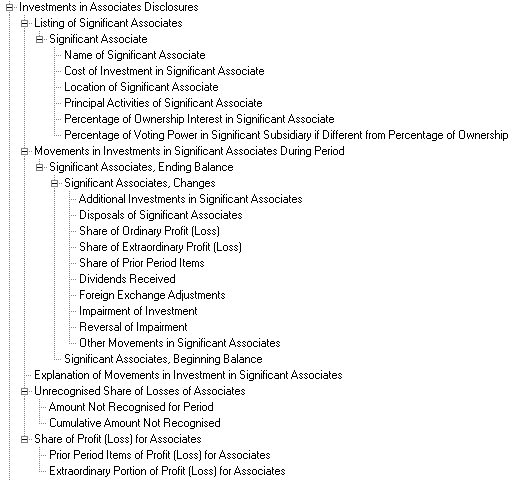 Investments in Associates Disclosures
Listing of Significant Associates
Significant Associate
Name of Significant Associate
Cost of Investment in Significant Associate
Location of Significant Associate
Principal Activities of Significant Associate
Percentage of Ownership Interest in Significant Associate
Percentage of Voting Power in Significant Subsidiary if Different from Percentage of Ownership
Movements in Investments in Significant Associates During Period
Significant Associates, Ending Balance
Significant Associates, Changes
Additional Investments in Significant Associates
Disposals of Significant Associates
Share of Ordinary Profit (Loss)
Share of Extraordinary Profit (Loss)
Share of Prior Period Items
Dividends Received
Foreign Exchange Adjustments
Impairment of Investment
Reversal of Impairment
Other Movements in Significant Associates
Significant Associates, Beginning Balance
Explanation of Movements in Investment in Significant Associates
Unrecognised Share of Losses of Associates
Amount Not Recognised for Period
Cumulative Amount Not Recognised
Share of Profit (Loss) for Associates
Prior Period Items of Profit (Loss) for Associates
Extraordinary Portion of Profit (Loss) for Associates